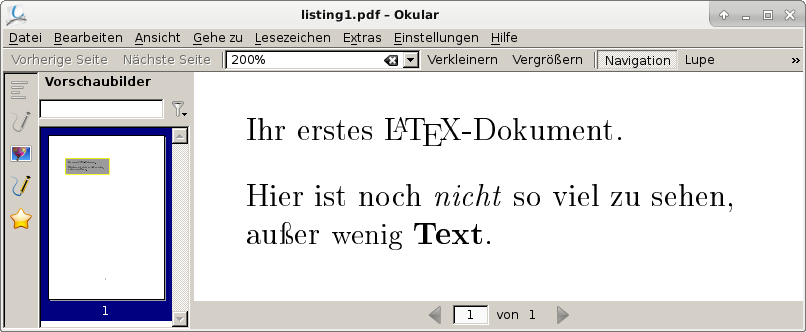 listing1.pdf – Okular
Datei Bearbeiten Ansicht Gehe zu Lesezeichen Extras Einstellungen Hilfe
Vorherige Seite Nächste Seite 200% Verkleinern Vergrößern Navigation Lupe »
Vorschaubilder
Ihr erstes LATEX-Dokument.
Hier ist noch nicht so viel zu sehen,
außer wenig Text.
1
1 von 1